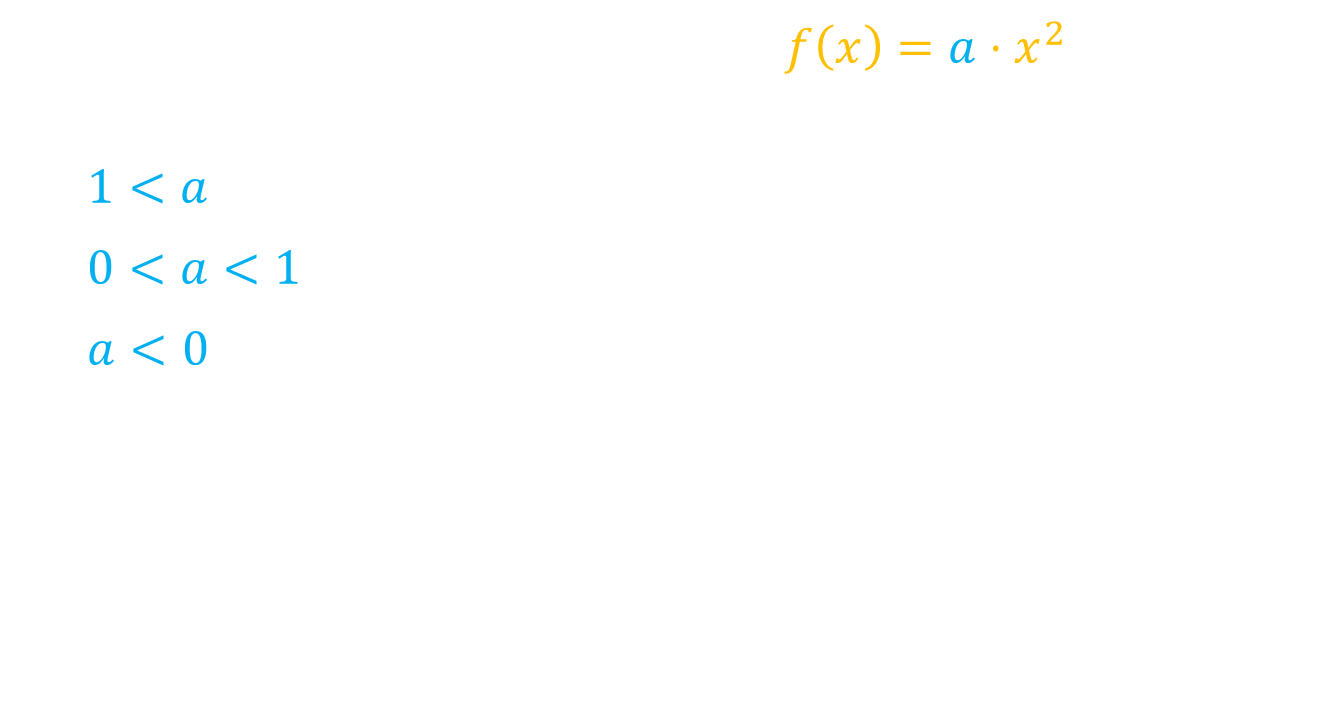 f(x) = a · x²
1 < a
0 < a < 1
a < 0